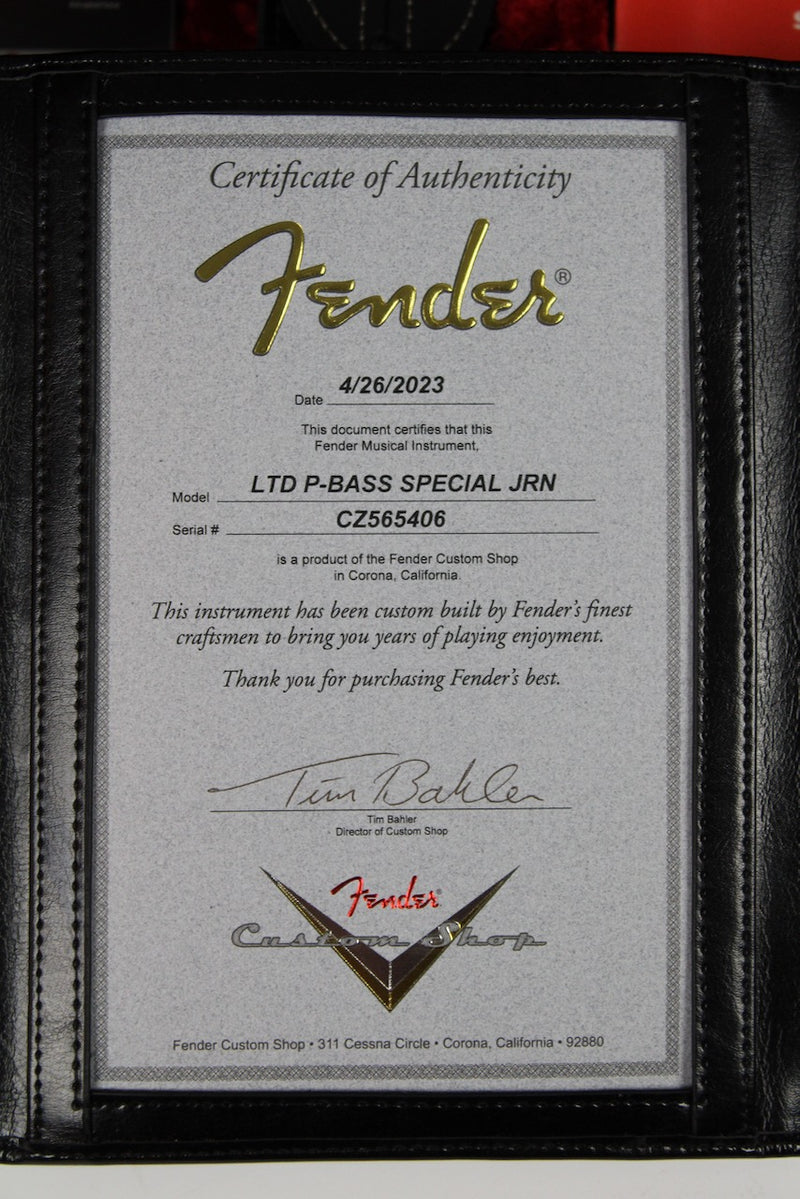 Certificate of Authenticity
Fender®
Date 4/26/2023
This document certifies that this
Fender Musical Instrument,
Model LTD P-BASS SPECIAL JRN
Serial # CZ565406
is a product of the Fender Custom Shop
in Corona, California.
This instrument has been custom built by Fender's finest
craftsmen to bring you years of playing enjoyment.
Thank you for purchasing Fender's best.
Tim Bahler
Tim Bahler
Director of Custom Shop
Fender®
Custom Shop
Fender Custom Shop • 311 Cessna Circle • Corona, California • 92880